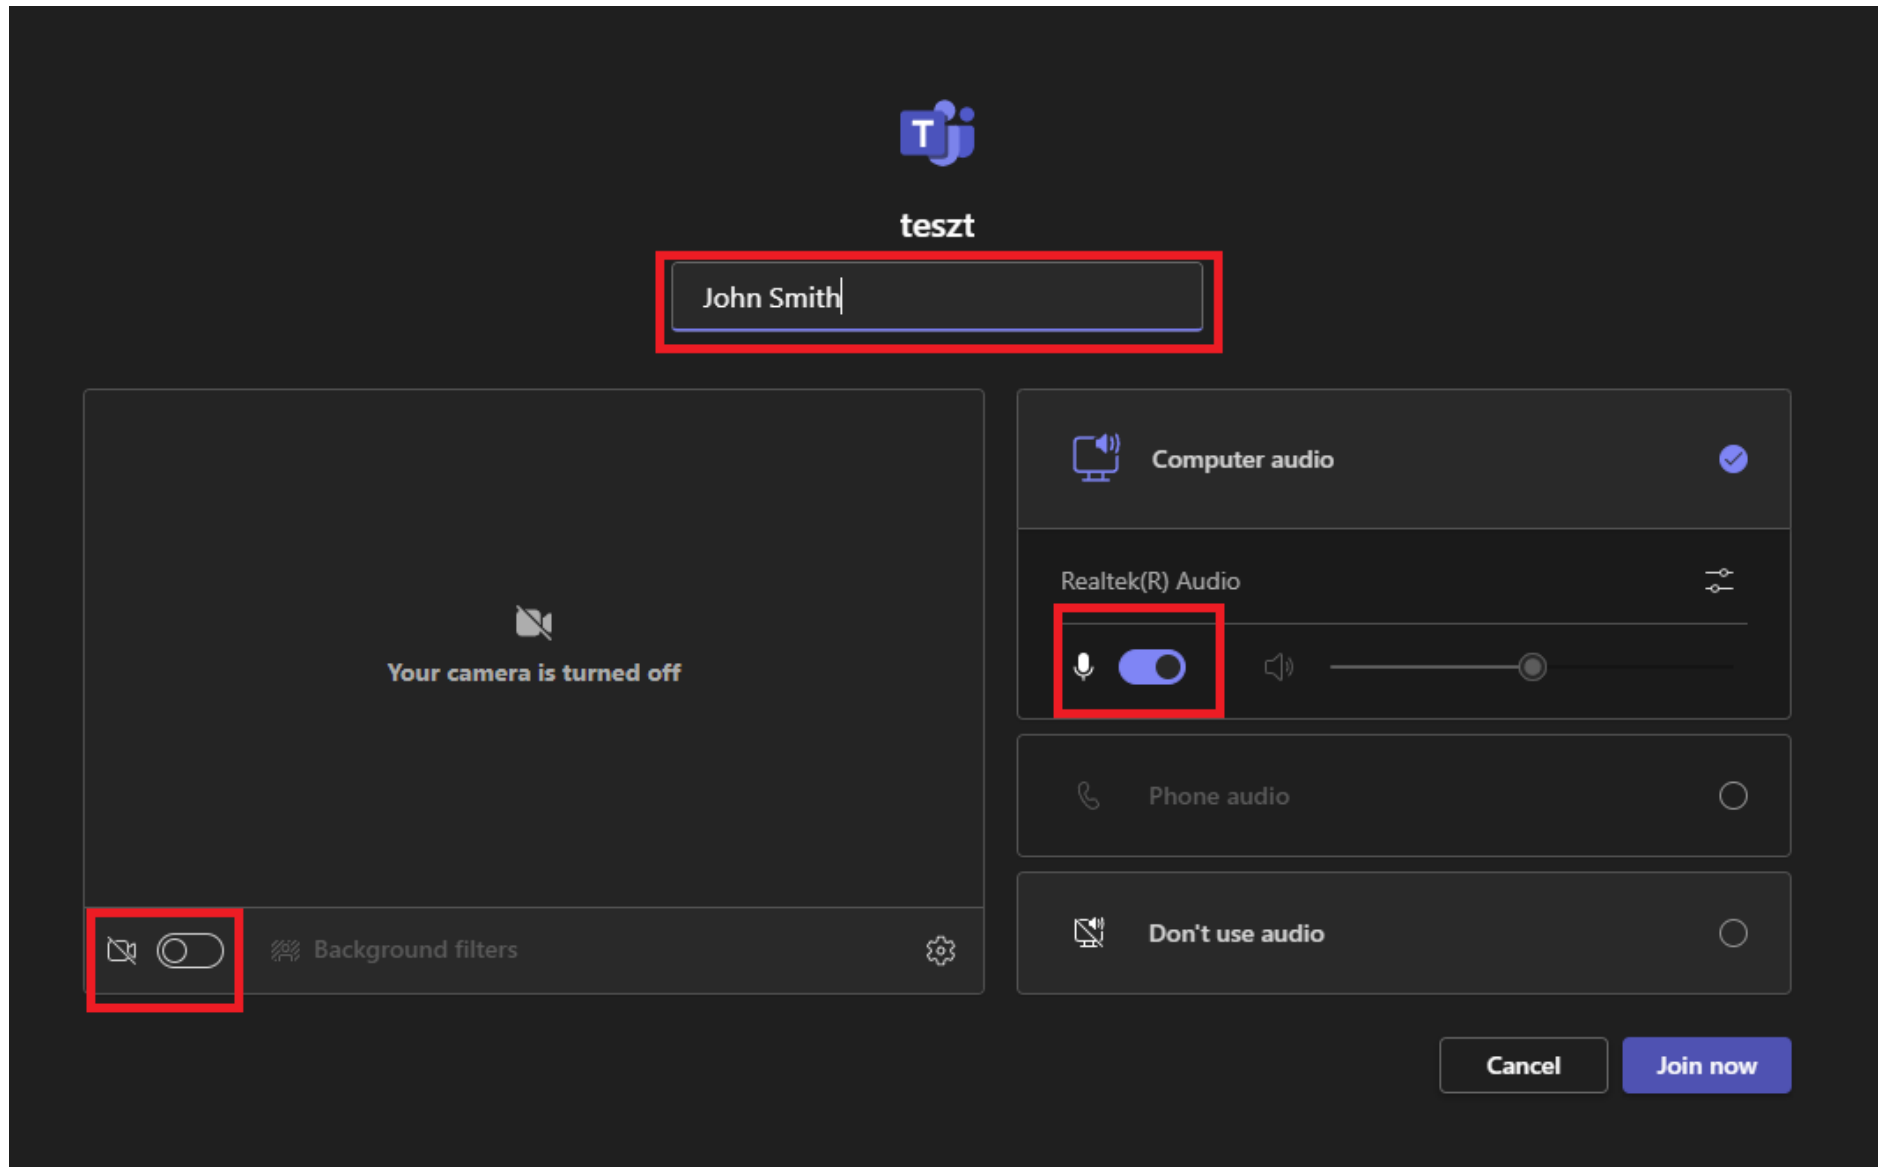 T
teszt
John Smith
Your camera is turned off
Background filters
Computer audio
Realtek(R) Audio
Phone audio
Don't use audio
Cancel
Join now